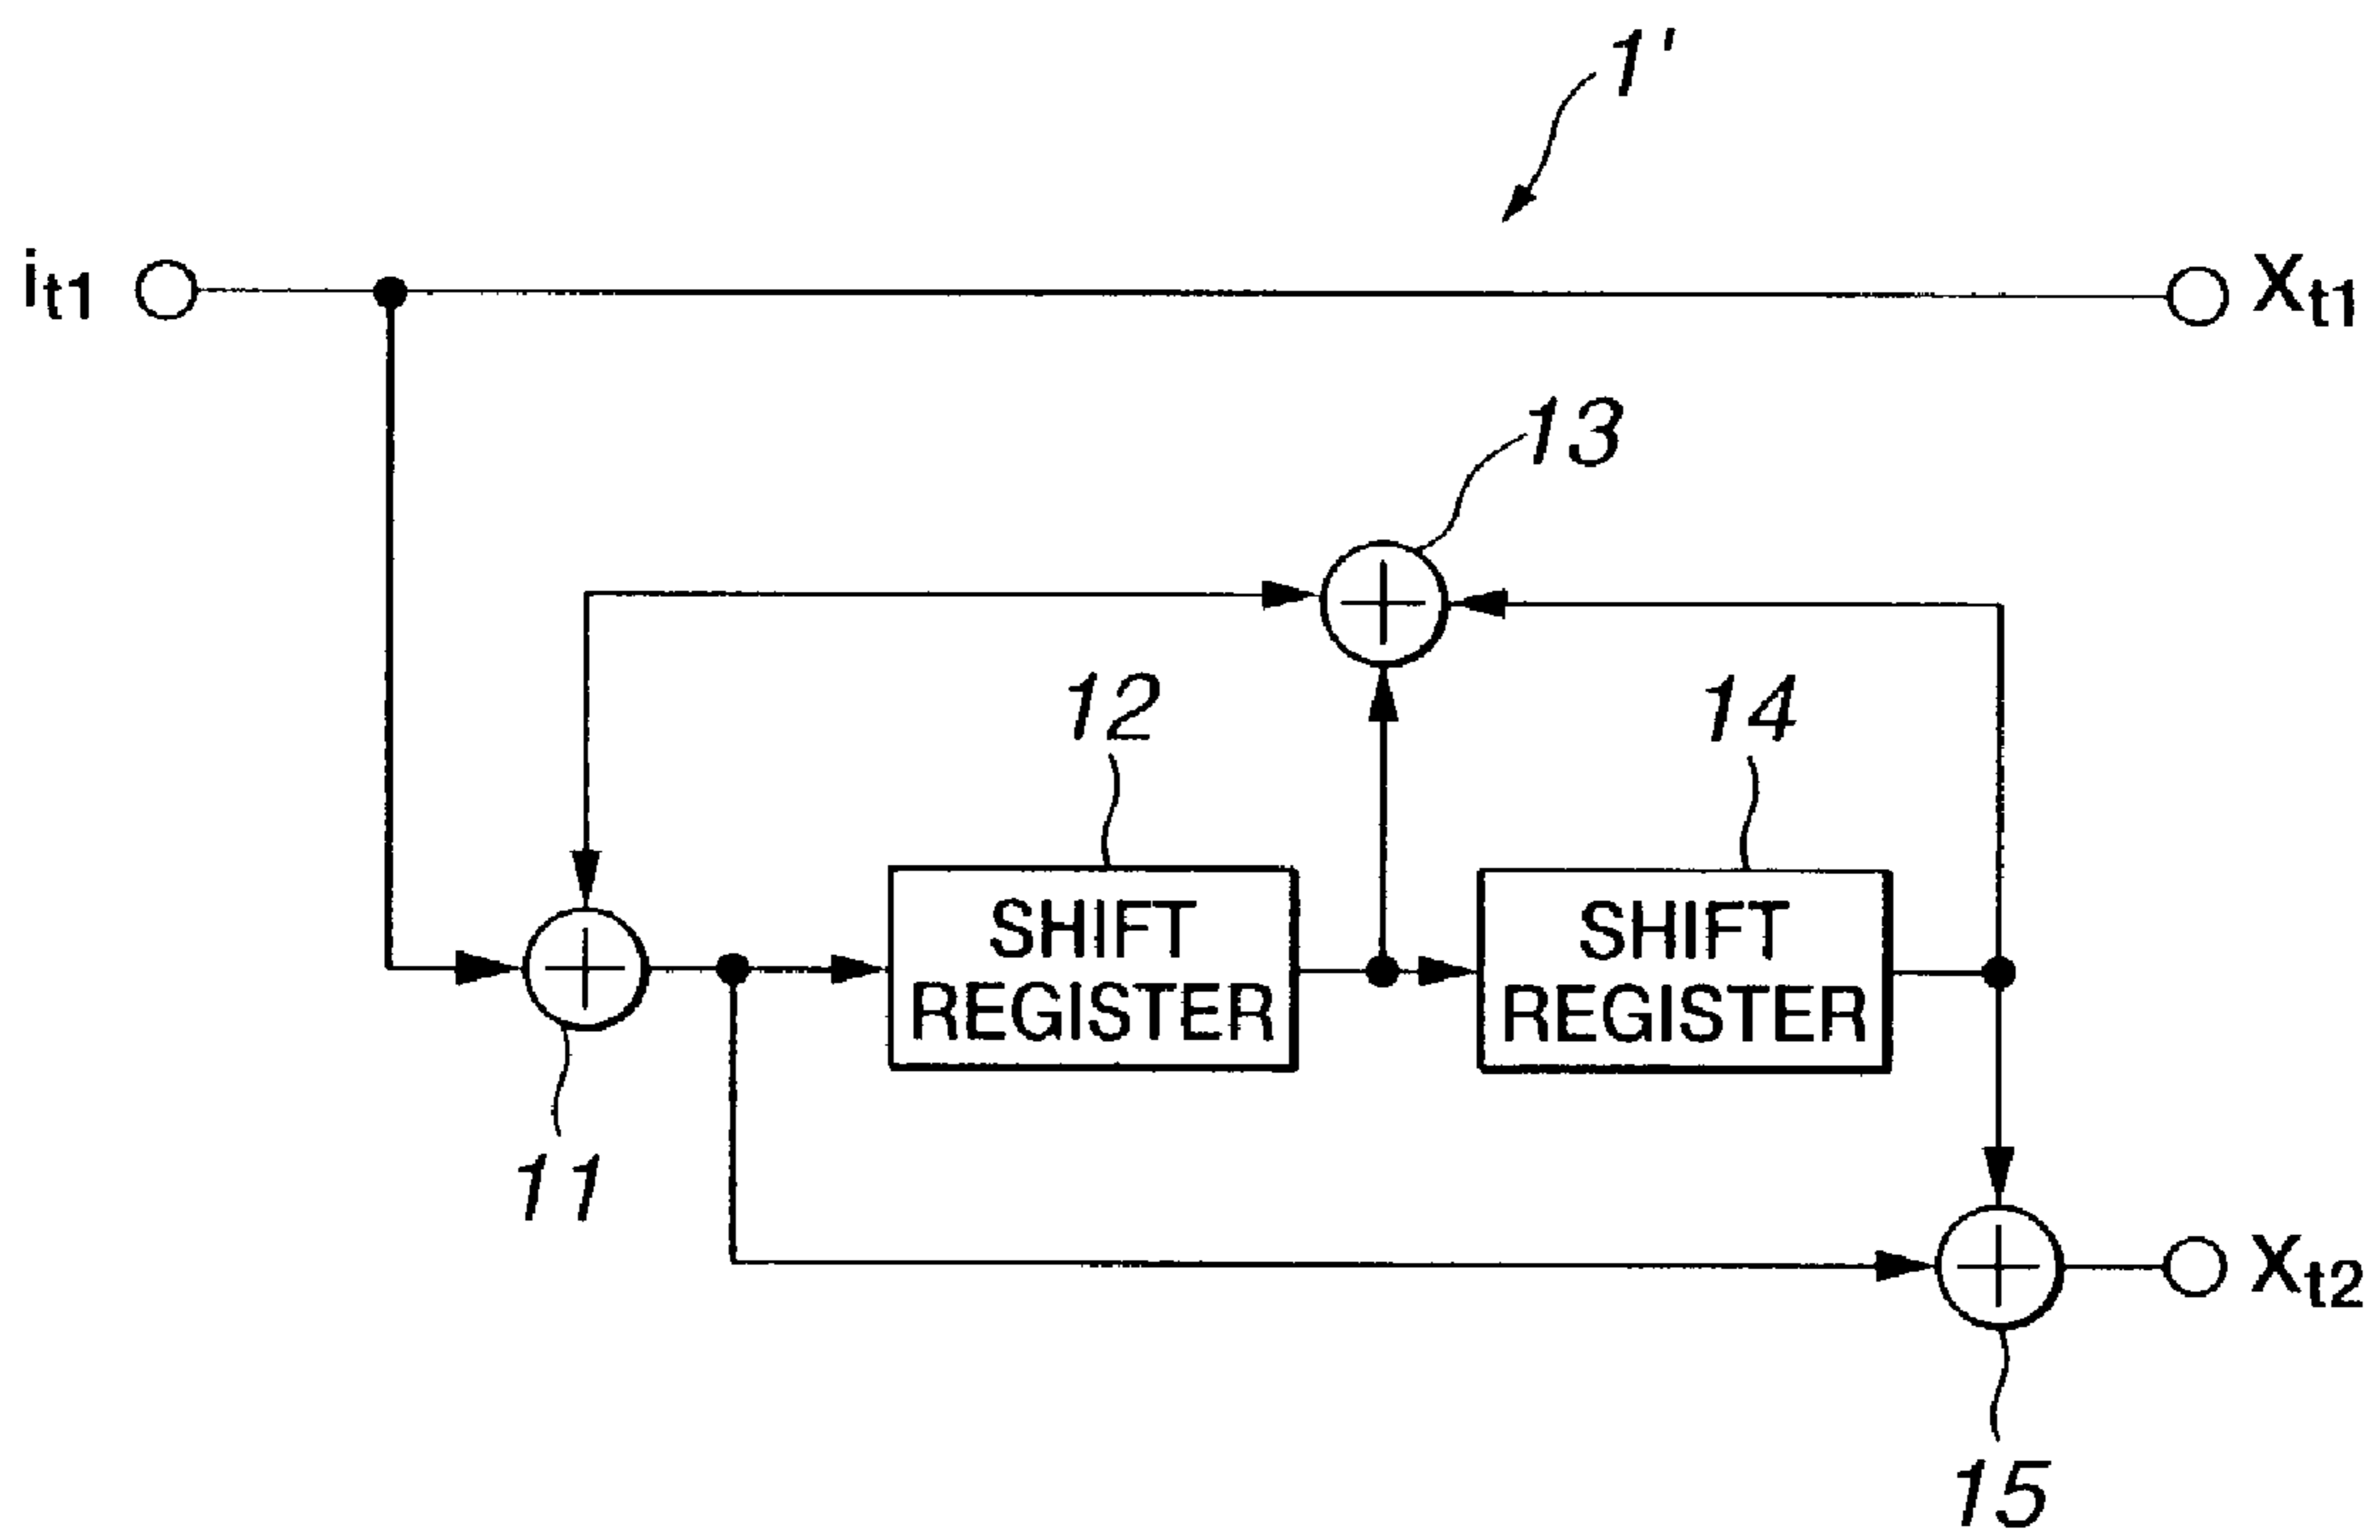 1'
it1
Xt1
13
12
14
SHIFT
REGISTER
SHIFT
REGISTER
11
Xt2
15